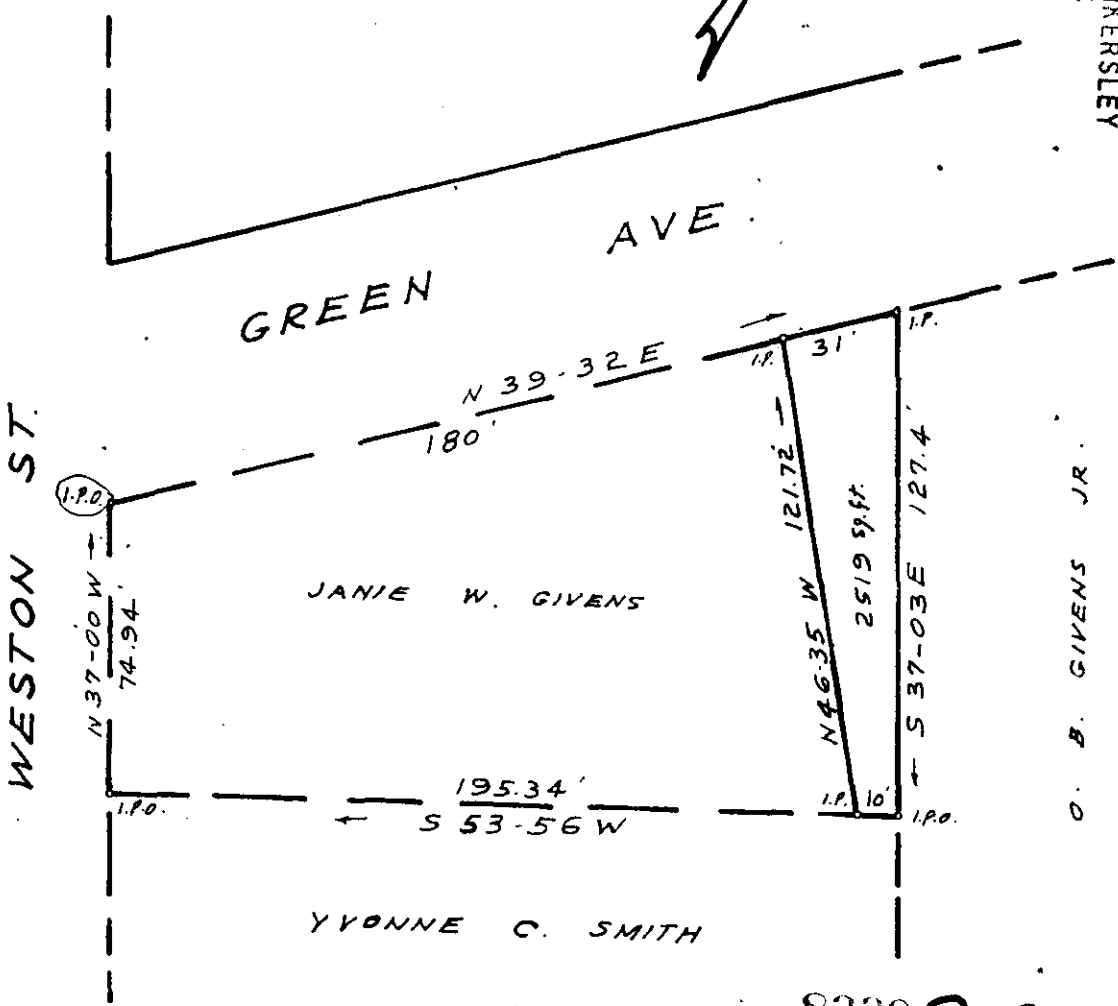 KERSLEY
GREEN AVE.
WESTON ST.
I.P.O.
N 37-00 W
74.94'
N 39-32 E
180'
I.P.
31'
I.P.
121.72'
N 46-35 W
2519 sq.ft.
S 37-03 E 127.4'
JANIE W. GIVENS
O. B. GIVENS JR.
I.P.O.
195.34'
S 53-56 W
I.P.
10'
I.P.O.
YVONNE C. SMITH